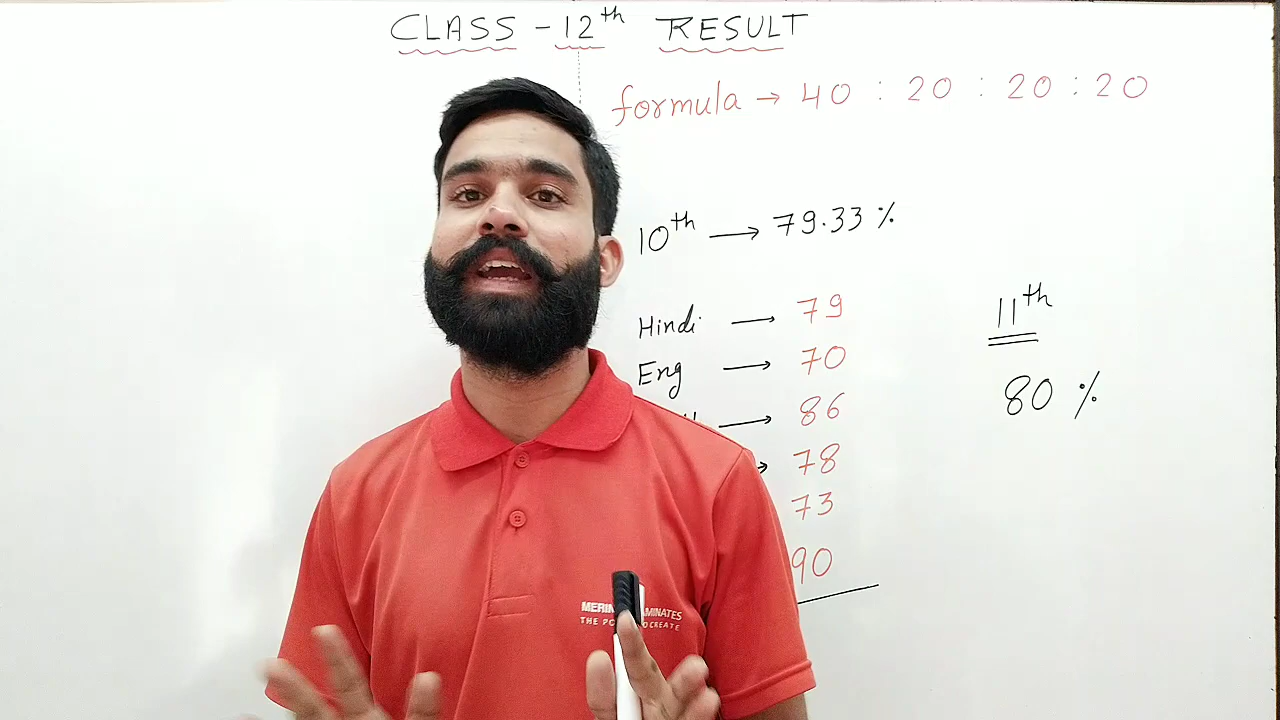 CLASS - 12th RESULT
formula → 40 : 20 : 20 : 20
10th → 79.33 %
Hindi → 79
Eng → 70
→ 86
→ 78
73
90
11th
80 %
THE